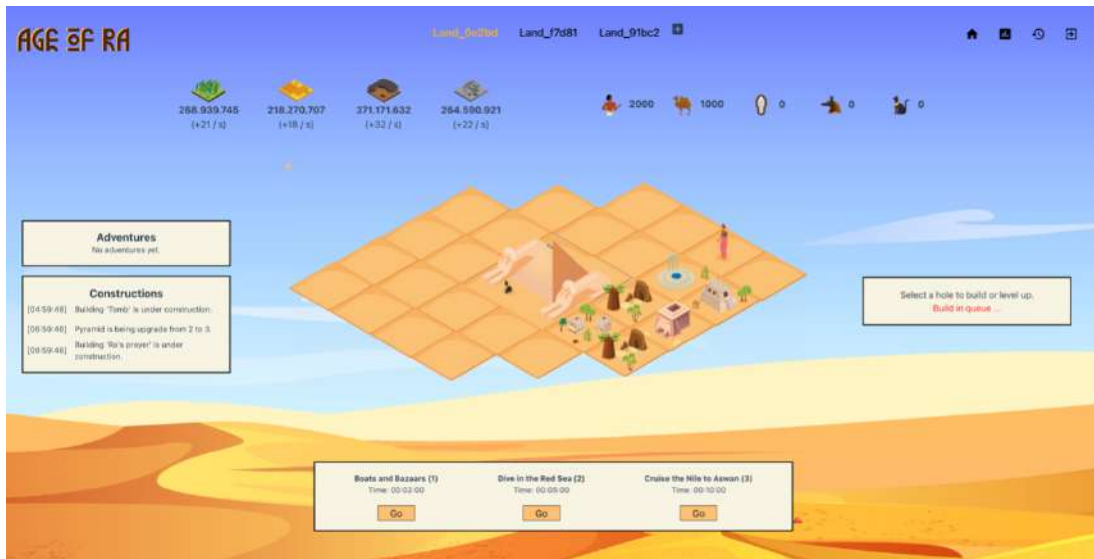 AGE OF RA
Land_f7d81 Land_91bc2
268.939.745 218.270.707 371.171.632 264.590.921
(+21 / s) (+18 / s) (+32 / s) (+22 / s)
2000 1000 0 0 0
Adventures
No adventures yet.
Constructions
[04:59:46] Building 'Tomb' is under construction.
[06:59:46] Pyramid is being upgrade from 2 to 3.
[08:59:46] Building 'Ra's prayer' is under
construction.
Select a hole to build or level up.
Build in queue ...
Boats and Bazaars (1) Dive in the Red Sea (2) Cruise the Nile to Aswan (3)
Time: 00:02:00 Time: 00:05:00 Time: 00:10:00
Go Go Go